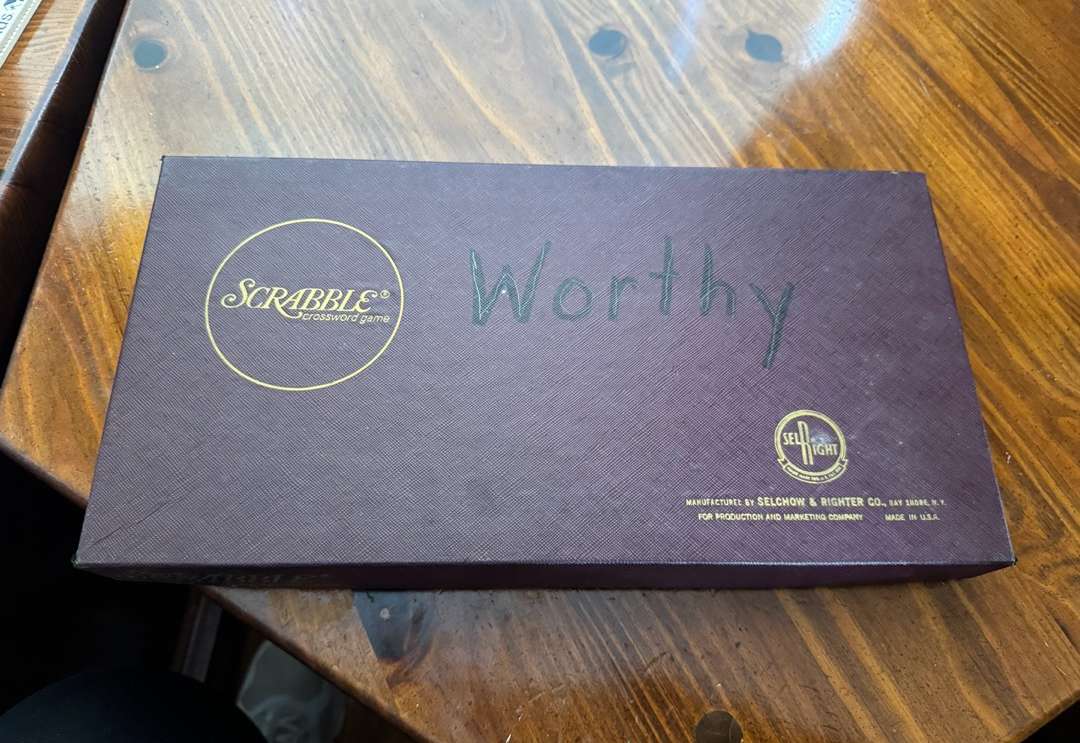 SCRABBLE®
crossword game
Worthy
SELRIGHT
MANUFACTURED BY SELCHOW & RIGHTER CO., BAY SHORE, N.Y.
FOR PRODUCTION AND MARKETING COMPANY MADE IN U.S.A.